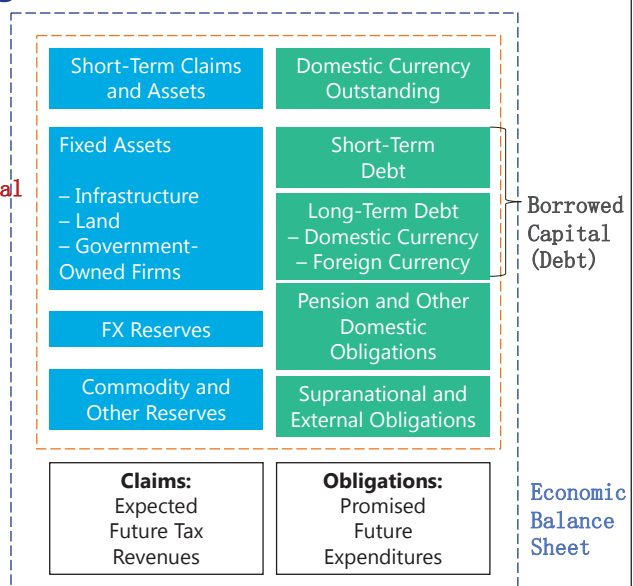 Short-Term Claims
and Assets
Domestic Currency
Outstanding
Fixed Assets
– Infrastructure
– Land
– Government-
Owned Firms
Short-Term
Debt
Long-Term Debt
– Domestic Currency
– Foreign Currency
Borrowed
Capital
(Debt)
FX Reserves
Pension and Other
Domestic
Obligations
Commodity and
Other Reserves
Supranational and
External Obligations
Claims:
Expected
Future Tax
Revenues
Obligations:
Promised
Future
Expenditures
Economic
Balance
Sheet